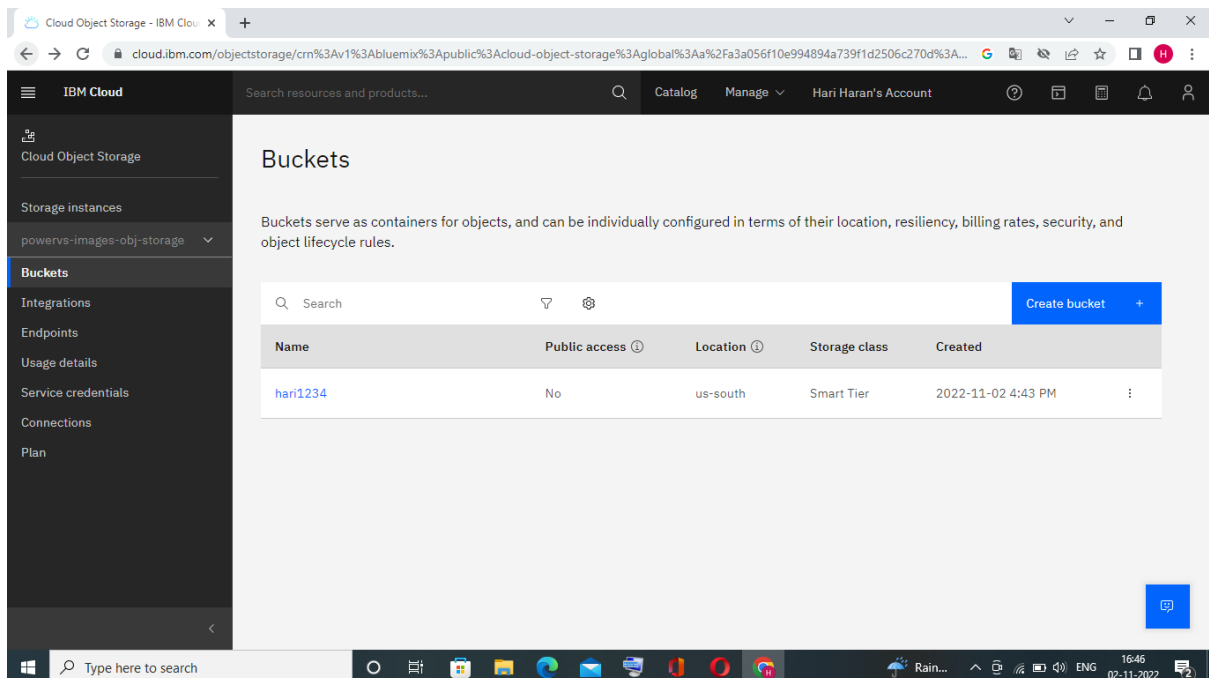 Cloud Object Storage - IBM Clou
cloud.ibm.com/objectstorage/crn%3Av1%3Abluemix%3Apublic%3Acloud-object-storage%3Aglobal%3Aa%2Fa3a056f10e994894a739f1d2506c270d%3A...
H
IBM Cloud
Search resources and products...
Catalog
Manage
Hari Haran's Account
Cloud Object Storage
Storage instances
powervs-images-obj-storage
Buckets
Integrations
Endpoints
Usage details
Service credentials
Connections
Plan
Buckets
Buckets serve as containers for objects, and can be individually configured in terms of their location, resiliency, billing rates, security, and
object lifecycle rules.
Search
Create bucket +
Name Public access Location Storage class Created
hari1234 No us-south Smart Tier 2022-11-02 4:43 PM
Type here to search
Rain...
ENG
16:46
02-11-2022
2